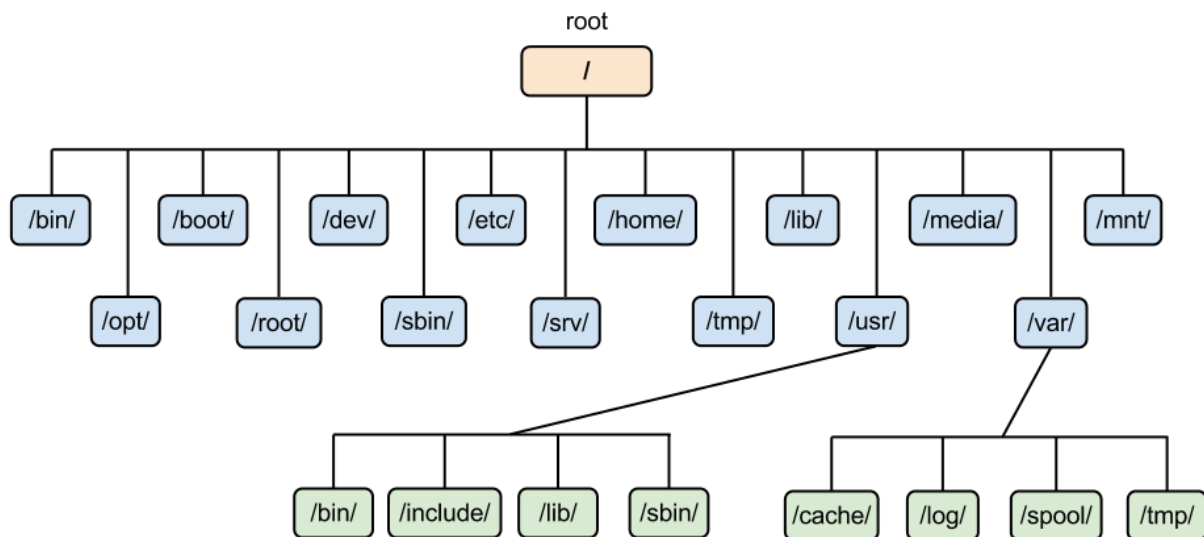 root
/
/bin/ /boot/ /dev/ /etc/ /home/ /lib/ /media/ /mnt/
/opt/ /root/ /sbin/ /srv/ /tmp/ /usr/ /var/
/bin/ /include/ /lib/ /sbin/ /cache/ /log/ /spool/ /tmp/